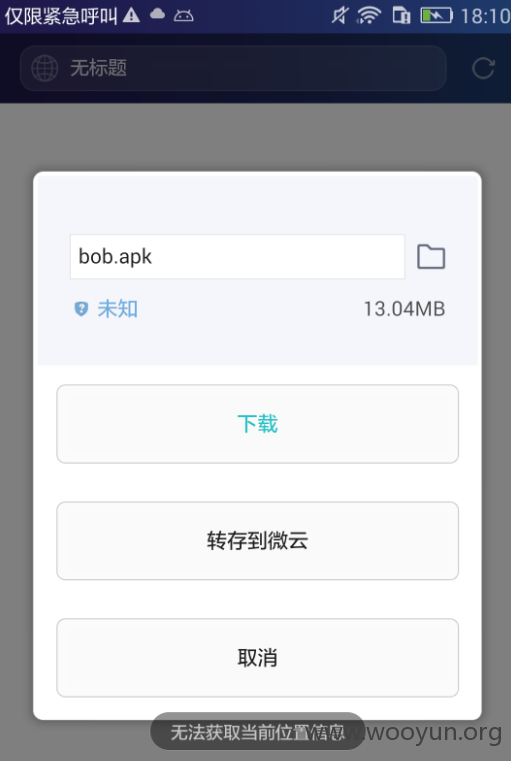 仅限紧急呼叫 18:10
无标题
bob.apk
未知 13.04MB
下载
转存到微云
取消
无法获取当前位置信息
www.wooyun.org